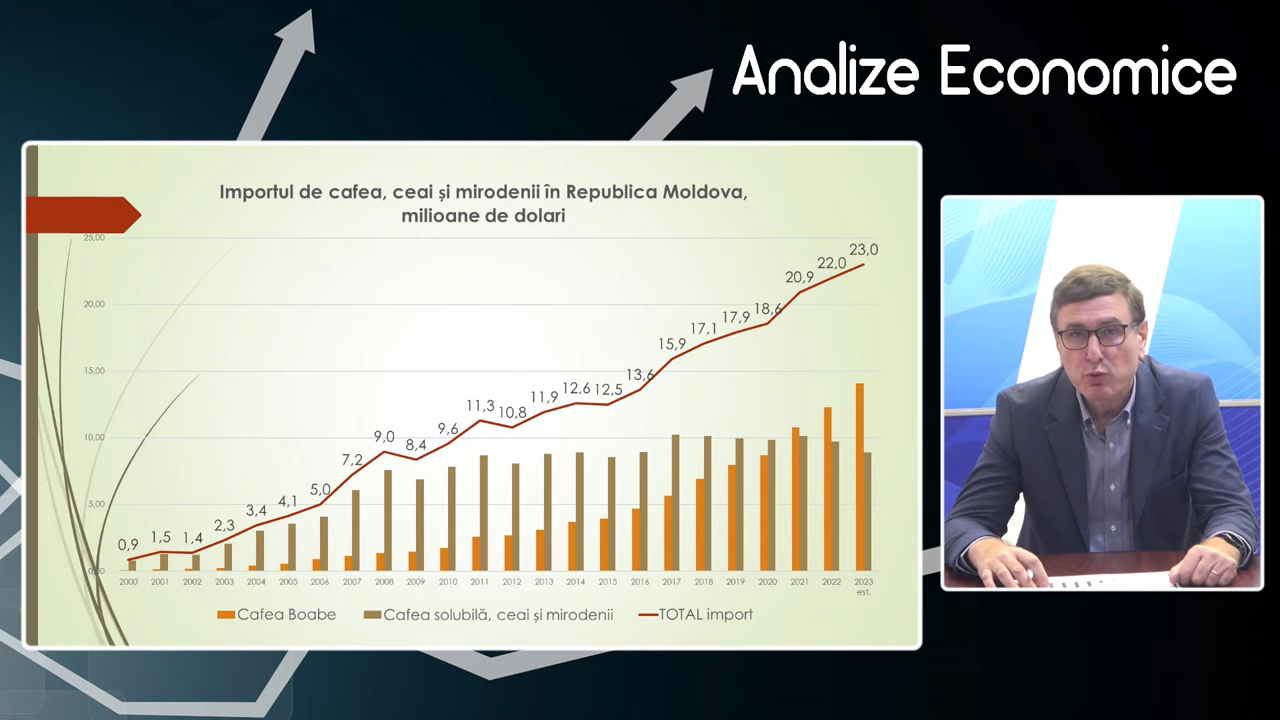 Analize Economice
Importul de cafea, ceai și mirodenii în Republica Moldova,
milioane de dolari
25,00
20,00
15,00
10,00
5,00
0,00
0,9 1,5 1,4 2,3 3,4 4,1 5,0 7,2 9,0 8,4 9,6 11,3 10,8 11,9 12,6 12,5 13,6 15,9 17,1 17,9 18,6 20,9 22,0 23,0
2000 2001 2002 2003 2004 2005 2006 2007 2008 2009 2010 2011 2012 2013 2014 2015 2016 2017 2018 2019 2020 2021 2022 2023
est.
Cafea Boabe Cafea solubilă, ceai și mirodenii TOTAL import